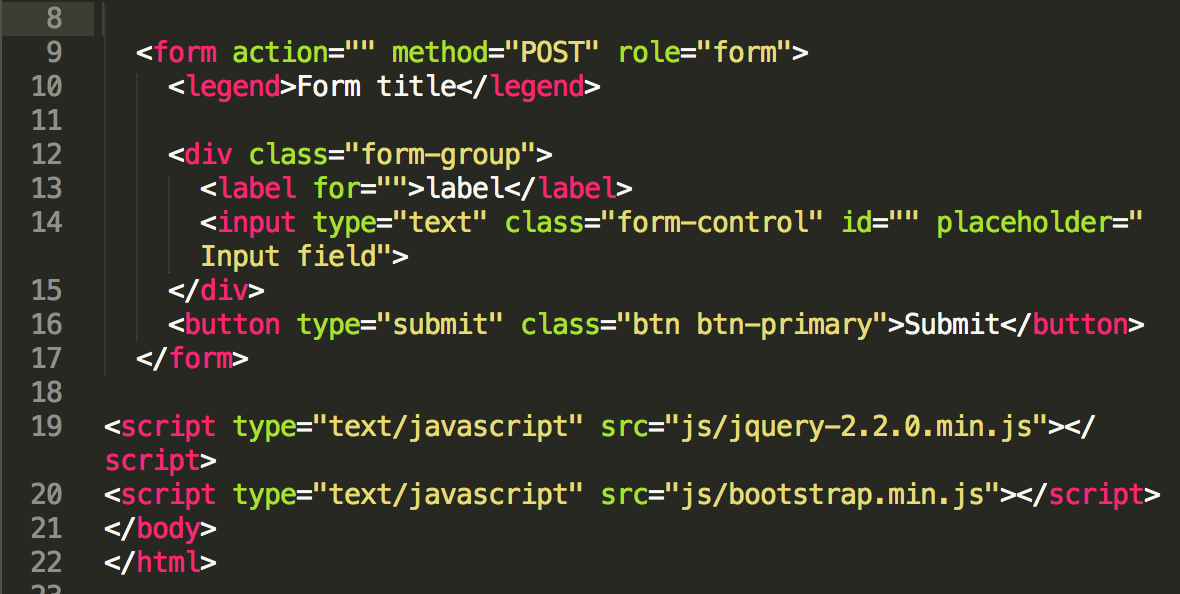 8
9 <form action="" method="POST" role="form">
10 <legend>Form title</legend>
11
12 <div class="form-group">
13 <label for="">label</label>
14 <input type="text" class="form-control" id="" placeholder="
Input field">
15 </div>
16 <button type="submit" class="btn btn-primary">Submit</button>
17 </form>
18
19 <script type="text/javascript" src="js/jquery-2.2.0.min.js"></
script>
20 <script type="text/javascript" src="js/bootstrap.min.js"></script>
21 </body>
22 </html>
23